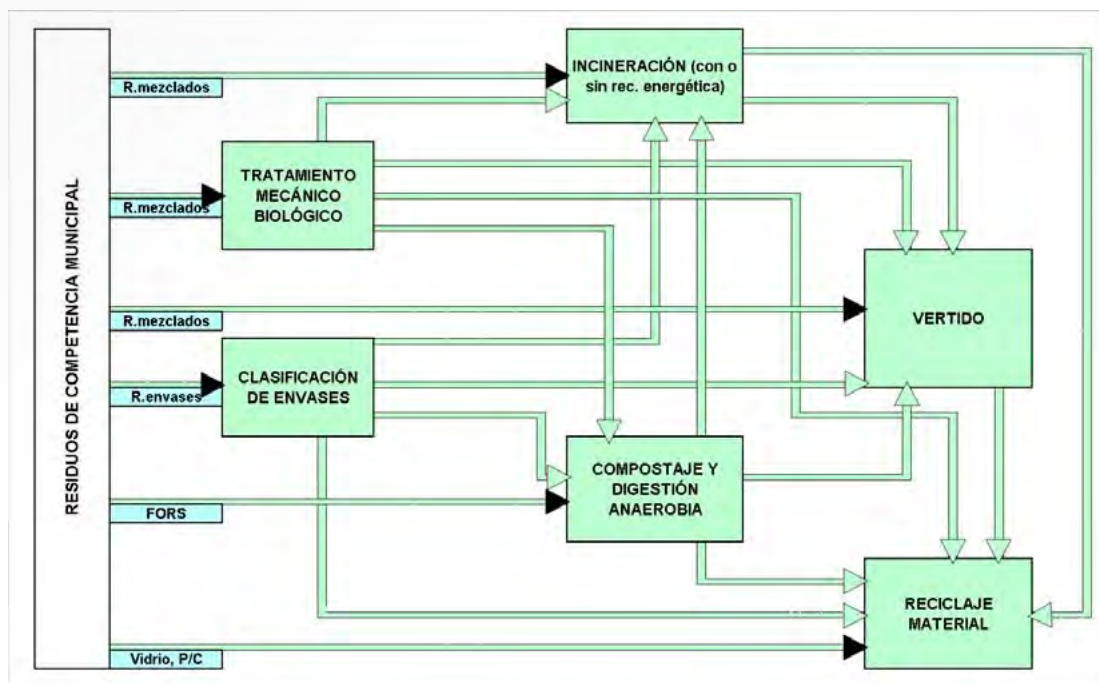 RESIDUOS DE COMPETENCIA MUNICIPAL
R.mezclados
INCINERACIÓN (con o
sin rec. energética)
R.mezclados
TRATAMIENTO
MECÁNICO
BIOLÓGICO
R.mezclados
VERTIDO
R.envases
CLASIFICACIÓN
DE ENVASES
FORS
COMPOSTAJE Y
DIGESTIÓN
ANAEROBIA
Vidrio, P/C
RECICLAJE
MATERIAL